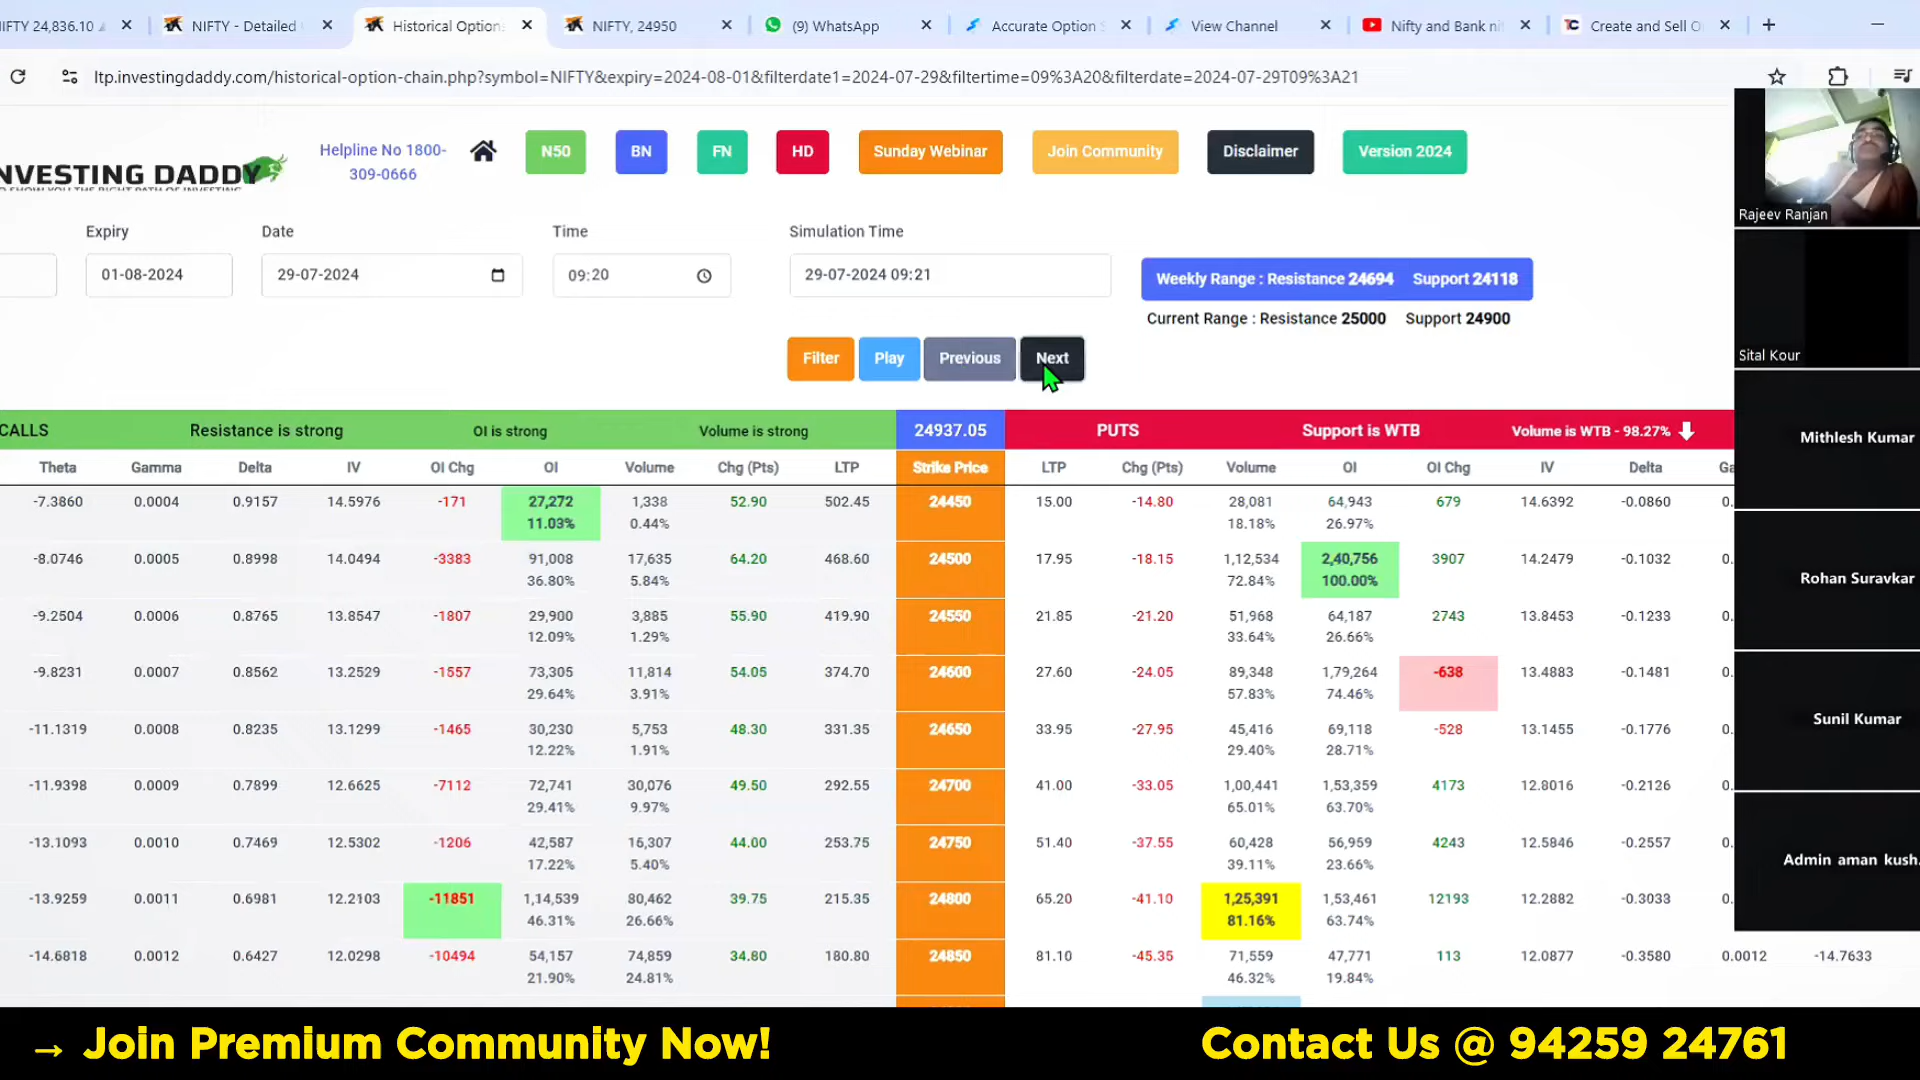 IFTY 24,836.10
NIFTY - Detailed
Historical Option
NIFTY, 24950
(9) WhatsApp
Accurate Option S
View Channel
Nifty and Bank ni
Create and Sell O
ltp.investingdaddy.com/historical-option-chain.php?symbol=NIFTY&expiry=2024-08-01&filterdate1=2024-07-29&filtertime=09%3A20&filterdate=2024-07-29T09%3A21
NVESTING DADDY
TO SHOW YOU THE RIGHT PATH OF INVESTING
Helpline No 1800-
309-0666
N50
BN
FN
HD
Sunday Webinar
Join Community
Disclaimer
Version 2024
Expiry
Date
Time
Simulation Time
01-08-2024
29-07-2024
09:20
29-07-2024 09:21
Weekly Range : Resistance 24694 Support 24118
Current Range : Resistance 25000 Support 24900
Filter
Play
Previous
Next
CALLS Resistance is strong OI is strong Volume is strong 24937.05 PUTS Support is WTB Volume is WTB - 98.27%
Theta Gamma Delta IV OI Chg OI Volume Chg (Pts) LTP Strike Price LTP Chg (Pts) Volume OI OI Chg IV Delta Ga
-7.3860 0.0004 0.9157 14.5976 -171 27,272 1,338 52.90 502.45 24450 15.00 -14.80 28,081 64,943 679 14.6392 -0.0860 0.
11.03% 0.44% 18.18% 26.97%
-8.0746 0.0005 0.8998 14.0494 -3383 91,008 17,635 64.20 468.60 24500 17.95 -18.15 1,12,534 2,40,756 3907 14.2479 -0.1032 0.
36.80% 5.84% 72.84% 100.00%
-9.2504 0.0006 0.8765 13.8547 -1807 29,900 3,885 55.90 419.90 24550 21.85 -21.20 51,968 64,187 2743 13.8453 -0.1233 0.
12.09% 1.29% 33.64% 26.66%
-9.8231 0.0007 0.8562 13.2529 -1557 73,305 11,814 54.05 374.70 24600 27.60 -24.05 89,348 1,79,264 -638 13.4883 -0.1481 0.
29.64% 3.91% 57.83% 74.46%
-11.1319 0.0008 0.8235 13.1299 -1465 30,230 5,753 48.30 331.35 24650 33.95 -27.95 45,416 69,118 -528 13.1455 -0.1776 0.
12.22% 1.91% 29.40% 28.71%
-11.9398 0.0009 0.7899 12.6625 -7112 72,741 30,076 49.50 292.55 24700 41.00 -33.05 1,00,441 1,53,359 4173 12.8016 -0.2126 0.
29.41% 9.97% 65.01% 63.70%
-13.1093 0.0010 0.7469 12.5302 -1206 42,587 16,307 44.00 253.75 24750 51.40 -37.55 60,428 56,959 4243 12.5846 -0.2557 0.
17.22% 5.40% 39.11% 23.66%
-13.9259 0.0011 0.6981 12.2103 -11851 1,14,539 80,462 39.75 215.35 24800 65.20 -41.10 1,25,391 1,53,461 12193 12.2882 -0.3033 0.
46.31% 26.66% 81.16% 63.74%
-14.6818 0.0012 0.6427 12.0298 -10494 54,157 74,859 34.80 180.80 24850 81.10 -45.35 71,559 47,771 113 12.0877 -0.3580 0.0012 -14.7633
21.90% 24.81% 46.32% 19.84%
Rajeev Ranjan
Sital Kour
Mithlesh Kumar
Rohan Suravkar
Sunil Kumar
Admin aman kush.
→ Join Premium Community Now!
Contact Us @ 94259 24761